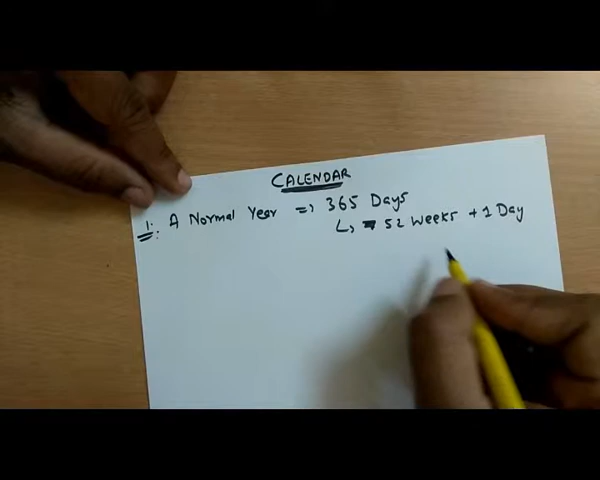 CALENDAR
1. : A Normal Year => 365 Days
↳ 52 weeks + 1 Day